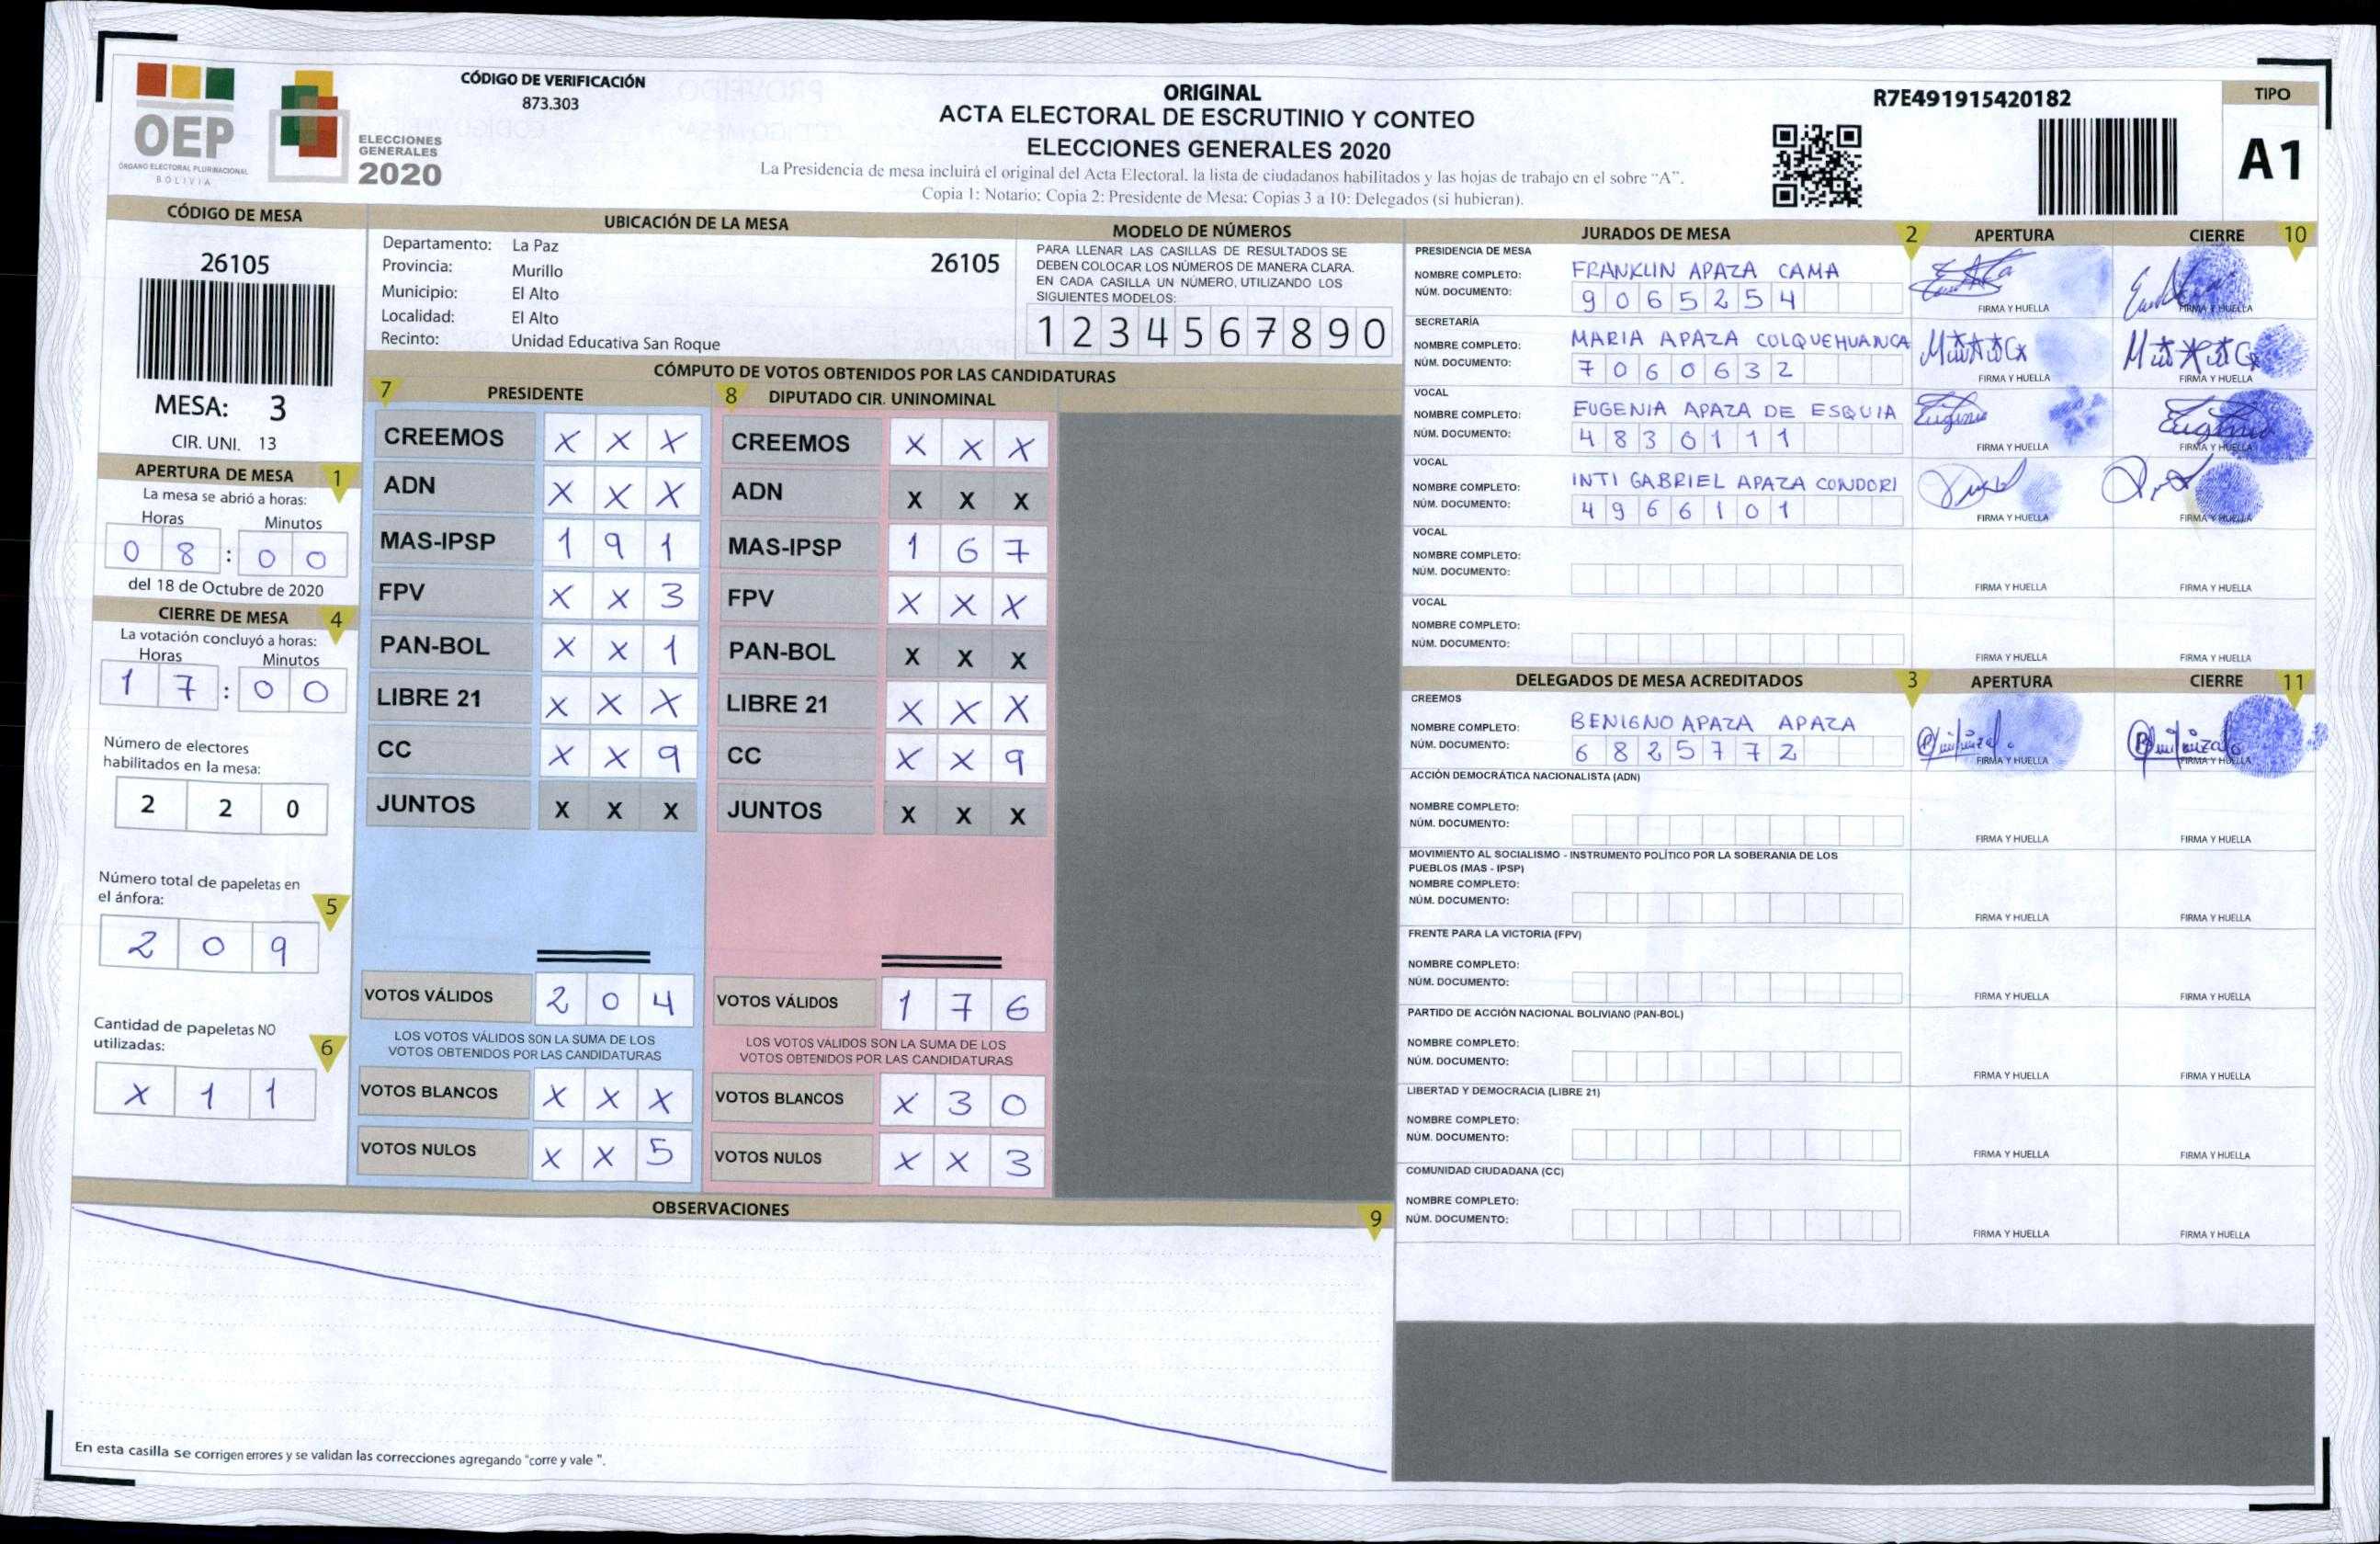 CÓDIGO DE VERIFICACIÓN
873.303
OEP
ÓRGANO ELECTORAL PLURINACIONAL
BOLIVIA
ELECCIONES
GENERALES
2020
ORIGINAL
ACTA ELECTORAL DE ESCRUTINIO Y CONTEO
ELECCIONES GENERALES 2020
La Presidencia de mesa incluirá el original del Acta Electoral, la lista de ciudadanos habilitados y las hojas de trabajo en el sobre “A”.
Copia 1: Notario; Copia 2: Presidente de Mesa; Copias 3 a 10: Delegados (si hubieran).
R7E491915420182
TIPO
A1
CÓDIGO DE MESA
26105
MESA: 3
CIR. UNI. 13
APERTURA DE MESA 1
La mesa se abrió a horas:
Horas Minutos
0 8 : 0 0
del 18 de Octubre de 2020
CIERRE DE MESA 4
La votación concluyó a horas:
Horas Minutos
1 7 : 0 0
Número de electores
habilitados en la mesa:
2 2 0
Número total de papeletas en
el ánfora:
5
2 0 9
Cantidad de papeletas NO
utilizadas:
6
X 1 1
UBICACIÓN DE LA MESA
Departamento: La Paz
Provincia: Murillo
Municipio: El Alto
Localidad: El Alto
Recinto: Unidad Educativa San Roque
26105
MODELO DE NÚMEROS
PARA LLENAR LAS CASILLAS DE RESULTADOS SE
DEBEN COLOCAR LOS NÚMEROS DE MANERA CLARA.
EN CADA CASILLA UN NÚMERO, UTILIZANDO LOS
SIGUIENTES MODELOS:
1 2 3 4 5 6 7 8 9 0
CÓMPUTO DE VOTOS OBTENIDOS POR LAS CANDIDATURAS
7 PRESIDENTE
CREEMOS X X X
ADN X X X
MAS-IPSP 1 9 1
FPV X X 3
PAN-BOL X X 1
LIBRE 21 X X X
CC X X 9
JUNTOS X X X
VOTOS VÁLIDOS 2 0 4
LOS VOTOS VÁLIDOS SON LA SUMA DE LOS
VOTOS OBTENIDOS POR LAS CANDIDATURAS
VOTOS BLANCOS X X X
VOTOS NULOS X X 5
8 DIPUTADO CIR. UNINOMINAL
CREEMOS X X X
ADN X X X
MAS-IPSP 1 6 7
FPV X X X
PAN-BOL X X X
LIBRE 21 X X X
CC X X 9
JUNTOS X X X
VOTOS VÁLIDOS 1 7 6
LOS VOTOS VÁLIDOS SON LA SUMA DE LOS
VOTOS OBTENIDOS POR LAS CANDIDATURAS
VOTOS BLANCOS X 3 0
VOTOS NULOS X X 3
OBSERVACIONES
9
En esta casilla se corrigen errores y se validan las correcciones agregando "corre y vale ".
JURADOS DE MESA 2 APERTURA CIERRE 10
PRESIDENCIA DE MESA
NOMBRE COMPLETO: FRANKLIN APAZA CAMA
NÚM. DOCUMENTO: 9 0 6 5 2 5 4
FIRMA Y HUELLA FIRMA Y HUELLA
SECRETARÍA
NOMBRE COMPLETO: MARIA APAZA COLQUEHUANCA
NÚM. DOCUMENTO: 7 0 6 0 6 3 2
FIRMA Y HUELLA FIRMA Y HUELLA
VOCAL
NOMBRE COMPLETO: EUGENIA APAZA DE ESQUIA
NÚM. DOCUMENTO: 4 8 3 0 1 1 1
FIRMA Y HUELLA FIRMA Y HUELLA
VOCAL
NOMBRE COMPLETO: INTI GABRIEL APAZA CONDORI
NÚM. DOCUMENTO: 4 9 6 6 1 0 1
FIRMA Y HUELLA FIRMA Y HUELLA
VOCAL
NOMBRE COMPLETO:
NÚM. DOCUMENTO:
FIRMA Y HUELLA FIRMA Y HUELLA
VOCAL
NOMBRE COMPLETO:
NÚM. DOCUMENTO:
FIRMA Y HUELLA FIRMA Y HUELLA
DELEGADOS DE MESA ACREDITADOS 3 APERTURA CIERRE 11
CREEMOS
NOMBRE COMPLETO: BENIGNO APAZA APAZA
NÚM. DOCUMENTO: 6 8 2 5 7 7 2
FIRMA Y HUELLA FIRMA Y HUELLA
ACCIÓN DEMOCRÁTICA NACIONALISTA (ADN)
NOMBRE COMPLETO:
NÚM. DOCUMENTO:
FIRMA Y HUELLA FIRMA Y HUELLA
MOVIMIENTO AL SOCIALISMO - INSTRUMENTO POLÍTICO POR LA SOBERANIA DE LOS
PUEBLOS (MAS - IPSP)
NOMBRE COMPLETO:
NÚM. DOCUMENTO:
FIRMA Y HUELLA FIRMA Y HUELLA
FRENTE PARA LA VICTORIA (FPV)
NOMBRE COMPLETO:
NÚM. DOCUMENTO:
FIRMA Y HUELLA FIRMA Y HUELLA
PARTIDO DE ACCIÓN NACIONAL BOLIVIANO (PAN-BOL)
NOMBRE COMPLETO:
NÚM. DOCUMENTO:
FIRMA Y HUELLA FIRMA Y HUELLA
LIBERTAD Y DEMOCRACIA (LIBRE 21)
NOMBRE COMPLETO:
NÚM. DOCUMENTO:
FIRMA Y HUELLA FIRMA Y HUELLA
COMUNIDAD CIUDADANA (CC)
NOMBRE COMPLETO:
NÚM. DOCUMENTO:
FIRMA Y HUELLA FIRMA Y HUELLA